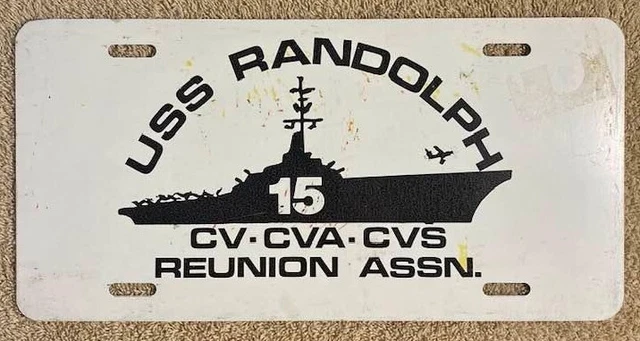 USS RANDOLPH
15
CV·CVA·CVS
REUNION ASSN.